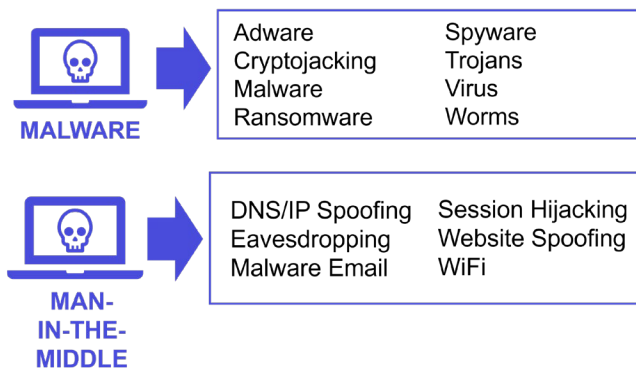 MALWARE
Adware
Cryptojacking
Malware
Ransomware
Spyware
Trojans
Virus
Worms
MAN-
IN-THE-
MIDDLE
DNS/IP Spoofing
Eavesdropping
Malware Email
Session Hijacking
Website Spoofing
WiFi